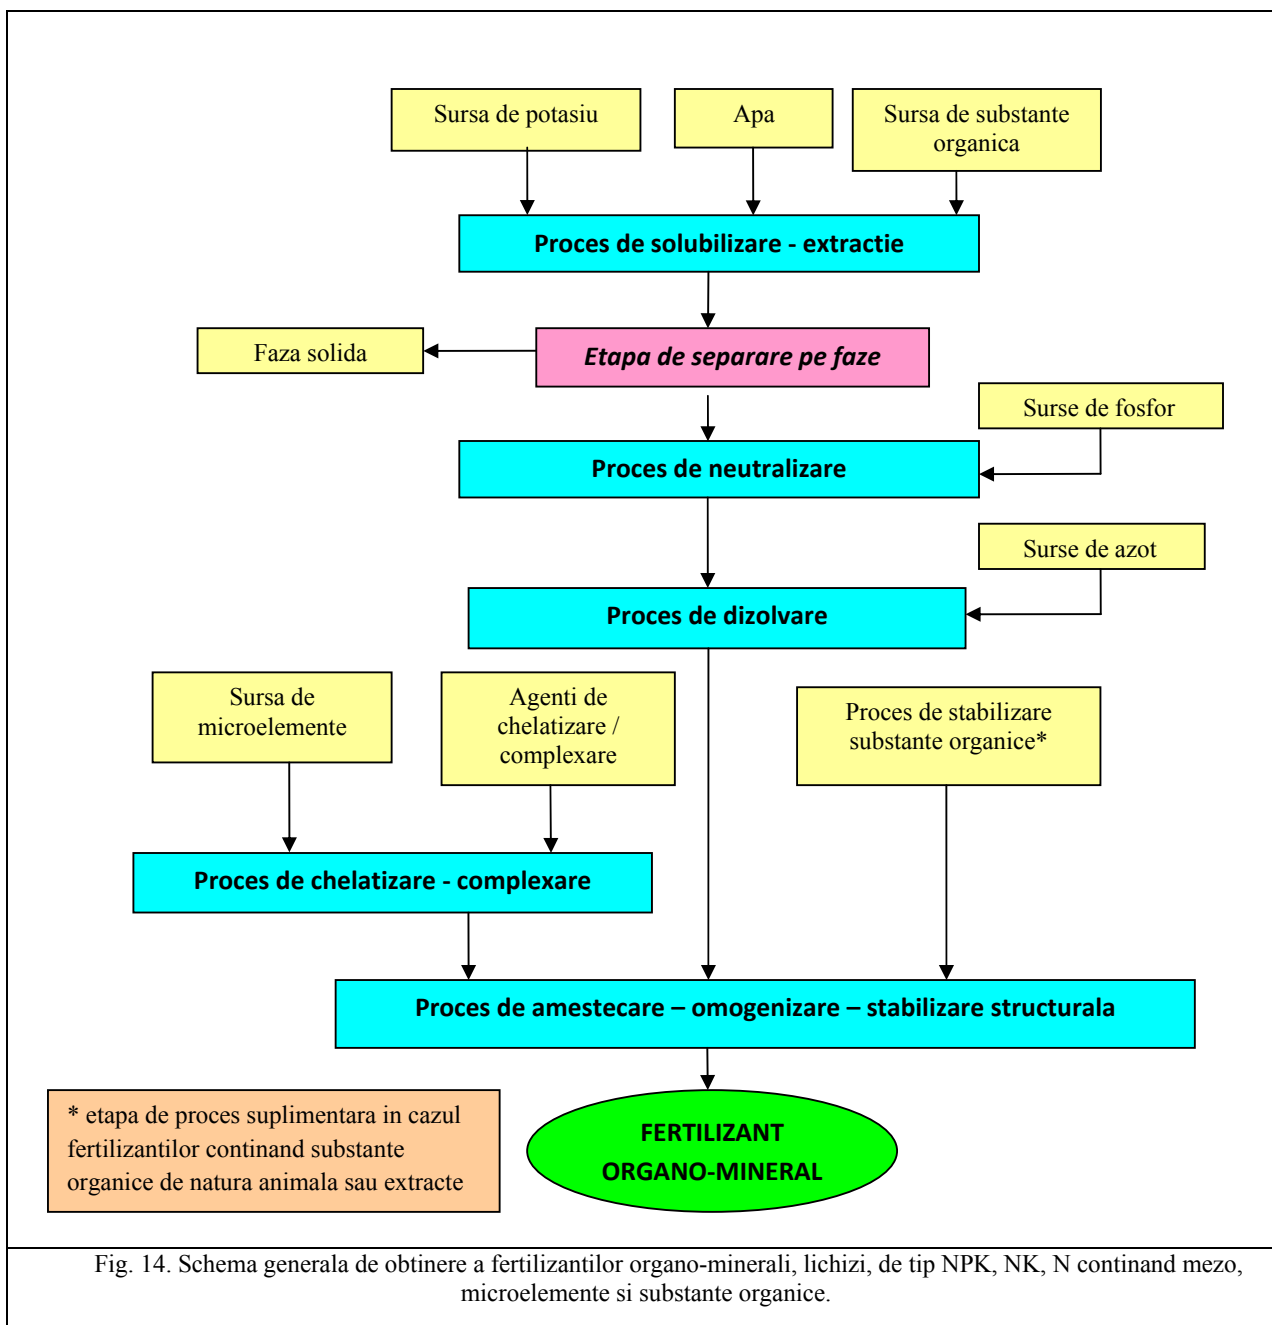 Sursa de potasiu
Apa
Sursa de substante
organica
Proces de solubilizare - extractie
Faza solida
Etapa de separare pe faze
Surse de fosfor
Proces de neutralizare
Surse de azot
Proces de dizolvare
Sursa de
microelemente
Agenti de
chelatizare /
complexare
Proces de stabilizare
substante organice*
Proces de chelatizare - complexare
Proces de amestecare – omogenizare – stabilizare structurala
* etapa de proces suplimentara in cazul
fertilizantilor continand substante
organice de natura animala sau extracte
FERTILIZANT
ORGANO-MINERAL
Fig. 14. Schema generala de obtinere a fertilizantilor organo-minerali, lichizi, de tip NPK, NK, N continand mezo,
microelemente si substante organice.